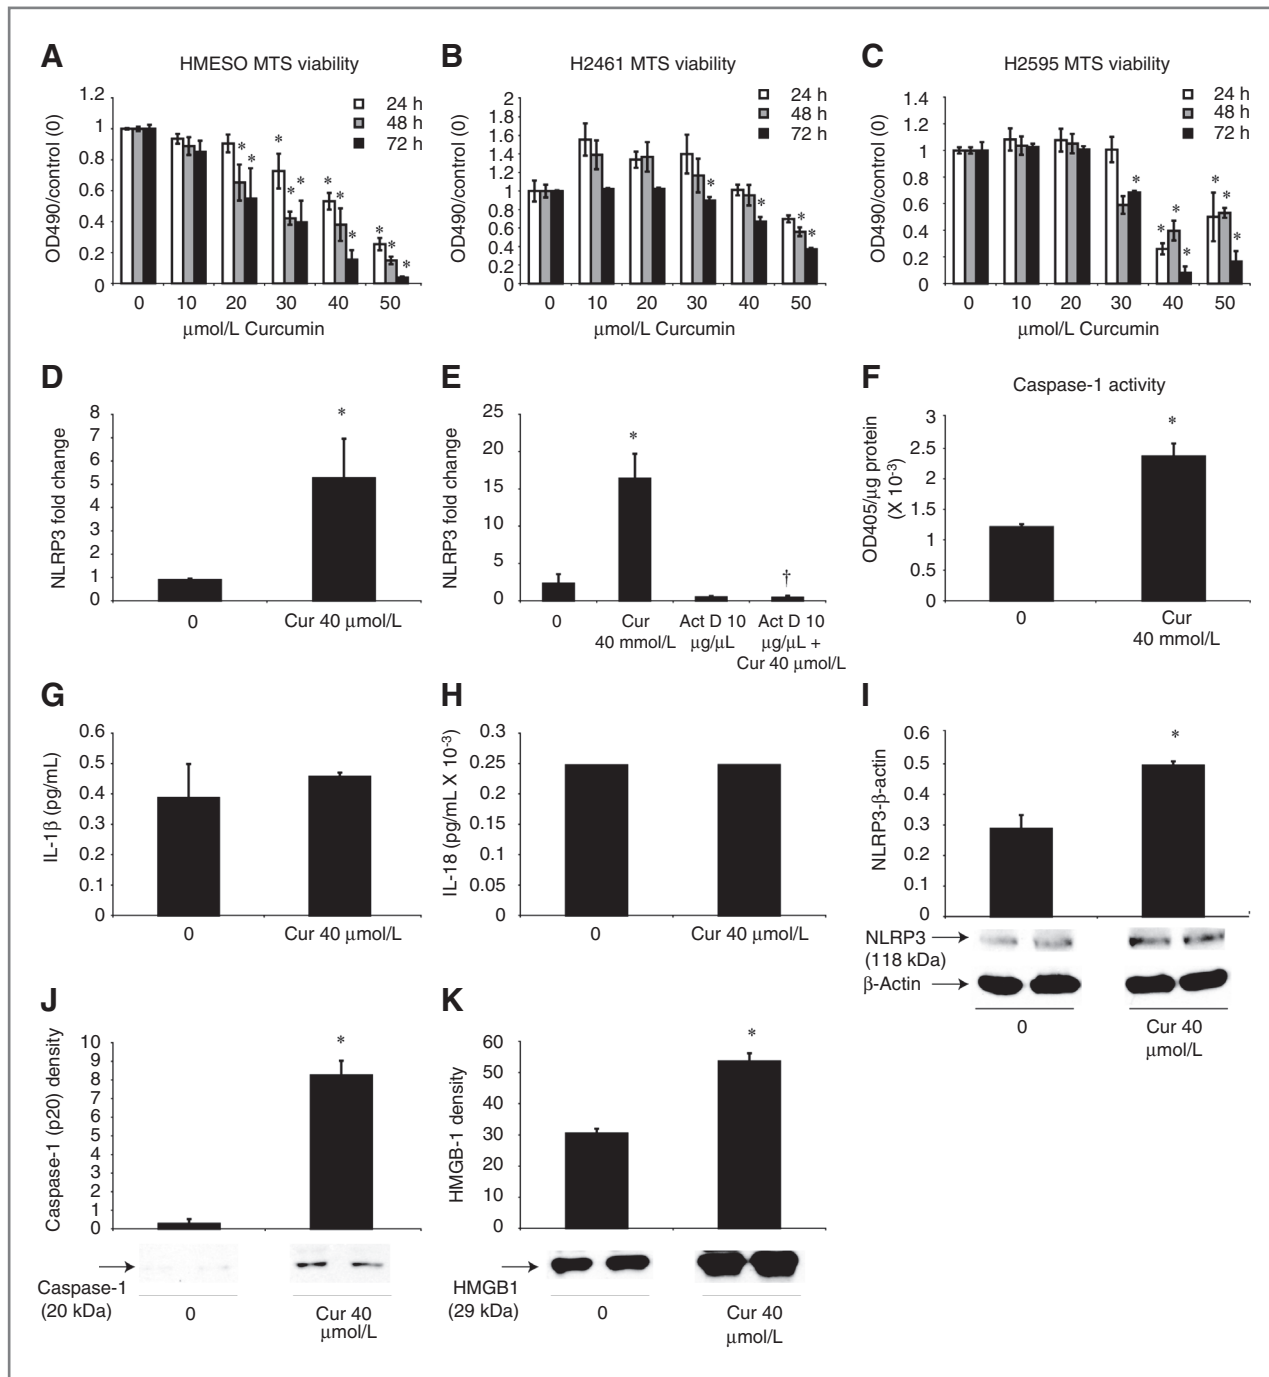 A
HMESO MTS viability
OD490/control (0)
1.2
1
0.8
0.6
0.4
0.2
0
24 h
48 h
72 h
* * * * * * * * * * * *
0 10 20 30 40 50
μmol/L Curcumin
B
H2461 MTS viability
OD490/control (0)
2
1.8
1.6
1.4
1.2
1
0.8
0.6
0.4
0.2
0
24 h
48 h
72 h
* * * *
0 10 20 30 40 50
μmol/L Curcumin
C
H2595 MTS viability
OD490/control (0)
1.4
1.2
1
0.8
0.6
0.4
0.2
0
24 h
48 h
72 h
* * * * * * *
0 10 20 30 40 50
μmol/L Curcumin
D
NLRP3 fold change
8
7
6
5
4
3
2
1
0
*
0 Cur 40 μmol/L
E
NLRP3 fold change
25
20
15
10
5
0
*
†
0 Cur Act D 10 Act D 10
40 mmol/L μg/μL μg/μL +
Cur 40 μmol/L
F
Caspase-1 activity
OD405/μg protein
(X 10-3)
3
2.5
2
1.5
1
0.5
0
*
0 Cur
40 mmol/L
G
IL-1β (pg/mL)
0.6
0.5
0.4
0.3
0.2
0.1
0
0 Cur 40 μmol/L
H
IL-18 (pg/mL X 10-3)
0.3
0.25
0.2
0.15
0.1
0.05
0
0 Cur 40 μmol/L
I
NLRP3-β-actin
0.6
0.5
0.4
0.3
0.2
0.1
0
*
NLRP3
(118 kDa)
β-Actin
0 Cur 40
μmol/L
J
Caspase-1 (p20) density
10
9
8
7
6
5
4
3
2
1
0
*
Caspase-1
(20 kDa)
0 Cur 40
μmol/L
K
HMGB-1 density
60
50
40
30
20
10
0
*
HMGB1
(29 kDa)
0 Cur 40
μmol/L